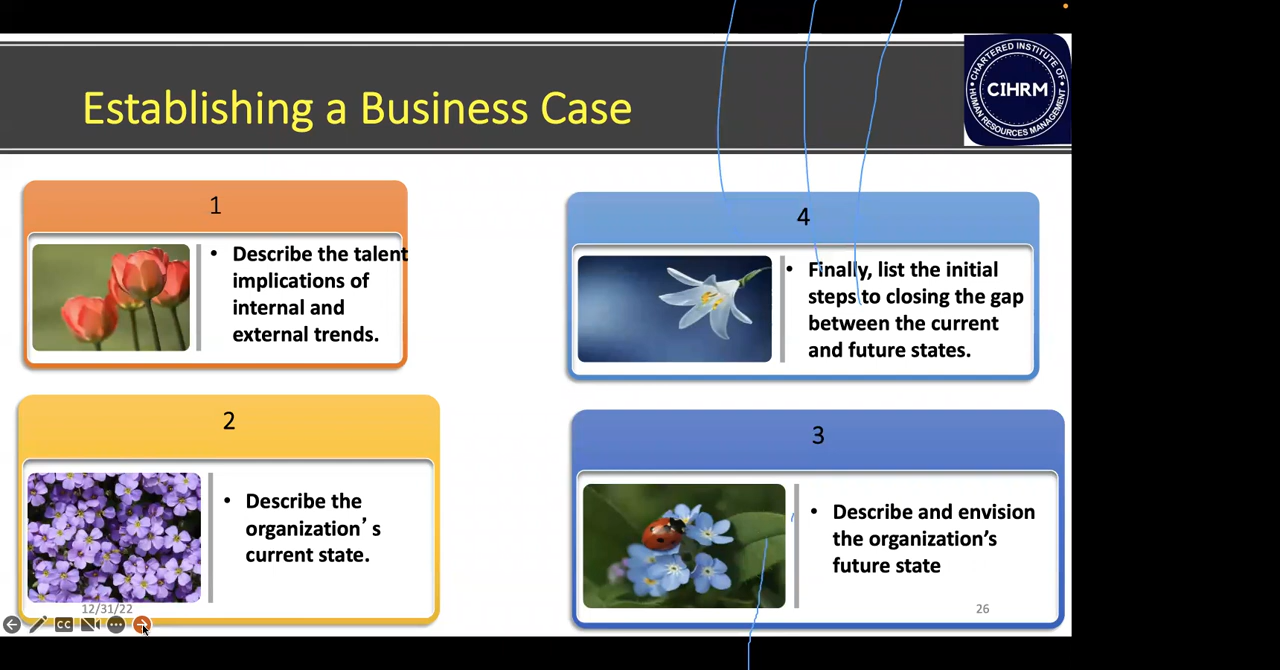 Establishing a Business Case
CHARTERED INSTITUTE OF
CIHRM
HUMAN RESOURCES MANAGEMENT
1
• Describe the talent
implications of
internal and
external trends.
2
• Describe the
organization’ s
current state.
4
• Finally, list the initial
steps to closing the gap
between the current
and future states.
3
• Describe and envision
the organization’s
future state
12/31/22
26
CC